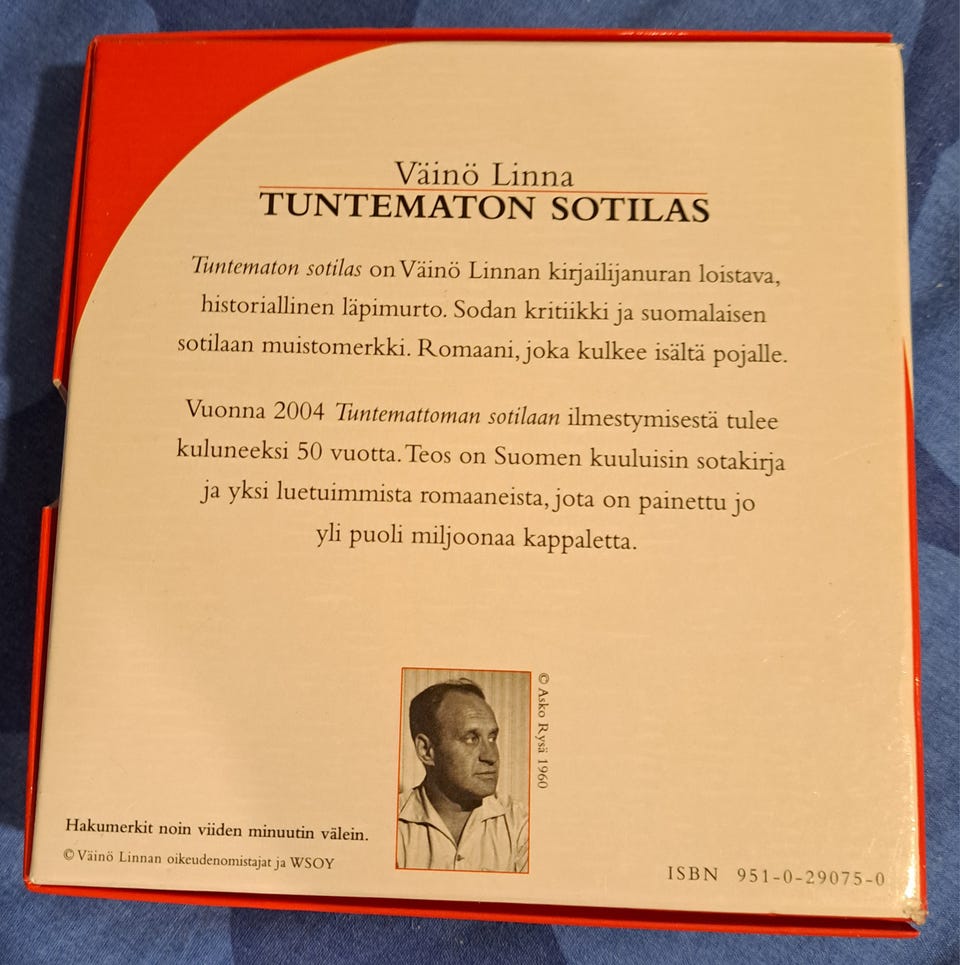 Väinö Linna
TUNTEMATON SOTILAS
Tuntematon sotilas on Väinö Linnan kirjailijanuran loistava,
historiallinen läpimurto. Sodan kritiikki ja suomalaisen
sotilaan muistomerkki. Romaani, joka kulkee isältä pojalle.
Vuonna 2004 Tuntemattoman sotilaan ilmestymisestä tulee
kuluneeksi 50 vuotta. Teos on Suomen kuuluisin sotakirja
ja yksi luetuimmista romaaneista, jota on painettu jo
yli puoli miljoonaa kappaletta.
© Asko Rysä 1960
Hakumerkit noin viiden minuutin välein.
© Väinö Linnan oikeudenomistajat ja WSOY
ISBN 951-0-29075-0